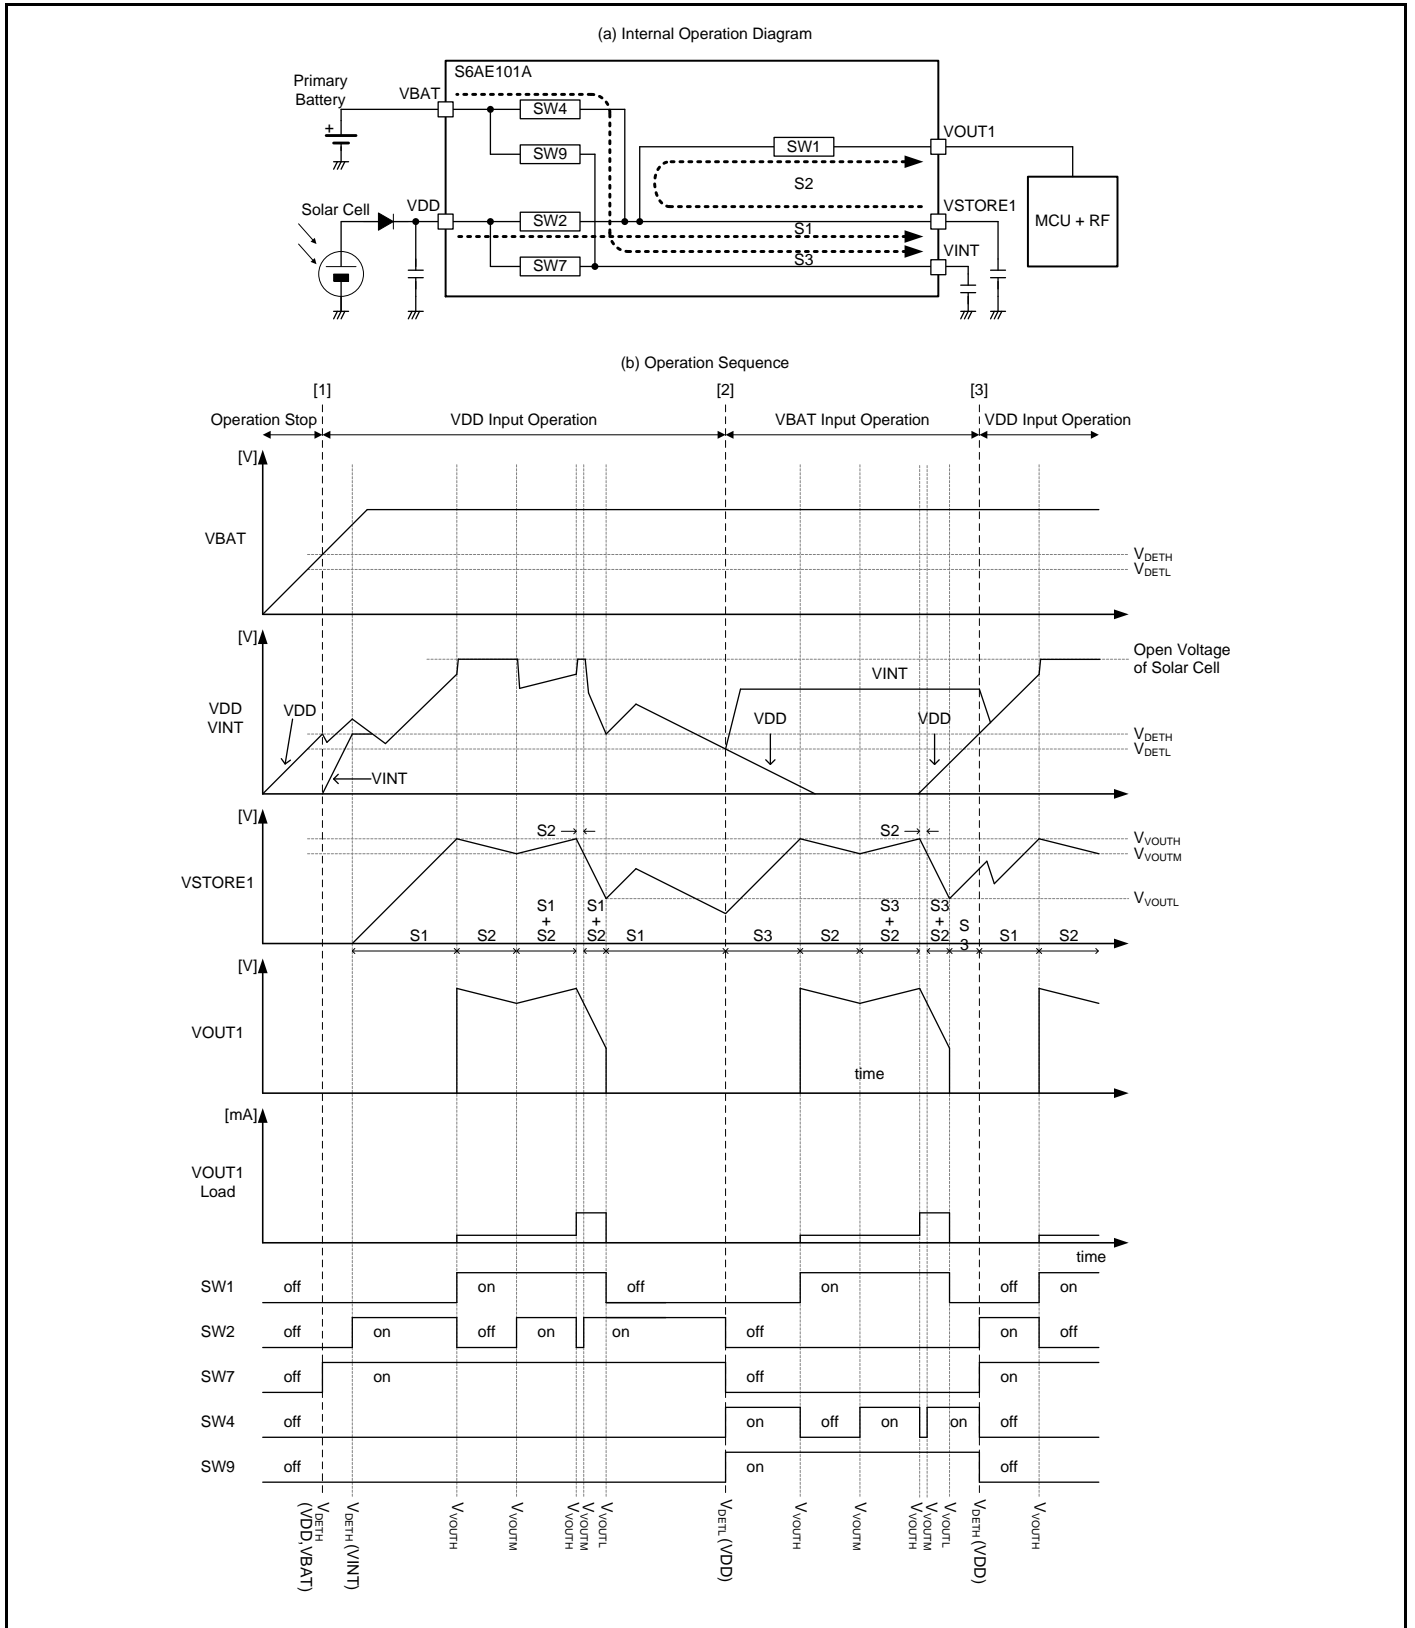 (a) Internal Operation Diagram
S6AE101A
Primary
Battery
+
VBAT
SW4
SW9
SW1
VOUT1
S2
Solar Cell
VDD
SW2
VSTORE1
MCU + RF
S1
VINT
SW7
S3
(b) Operation Sequence
[1]
[2]
[3]
Operation Stop
VDD Input Operation
VBAT Input Operation
VDD Input Operation
[V]
VBAT
VDETH
VDETL
[V]
Open Voltage
of Solar Cell
VINT
VDD
VINT
VDD
VDD
VDD
VDETH
VDETL
VINT
[V]
S2
S2
VVOUTH
VVOUTM
VSTORE1
VVOUTL
S1
S2
S1
+
S2
S1
+
S2
S1
S3
S2
S3
+
S2
S3
+
S2
S
3
S1
S2
[V]
VOUT1
time
[mA]
VOUT1
Load
time
SW1
off
on
off
on
off
on
SW2
off
on
off
on
on
off
on
off
SW7
off
on
off
on
SW4
off
on
off
on
on
off
SW9
off
on
off
VDETH
(VDD,VBAT)
VDETH (VINT)
VVOUTH
VVOUTM
VVOUTH
VVOUTM
VVOUTL
VDETL (VDD)
VVOUTH
VVOUTM
VVOUTH
VVOUTM
VVOUTL
VDETH (VDD)
VVOUTH